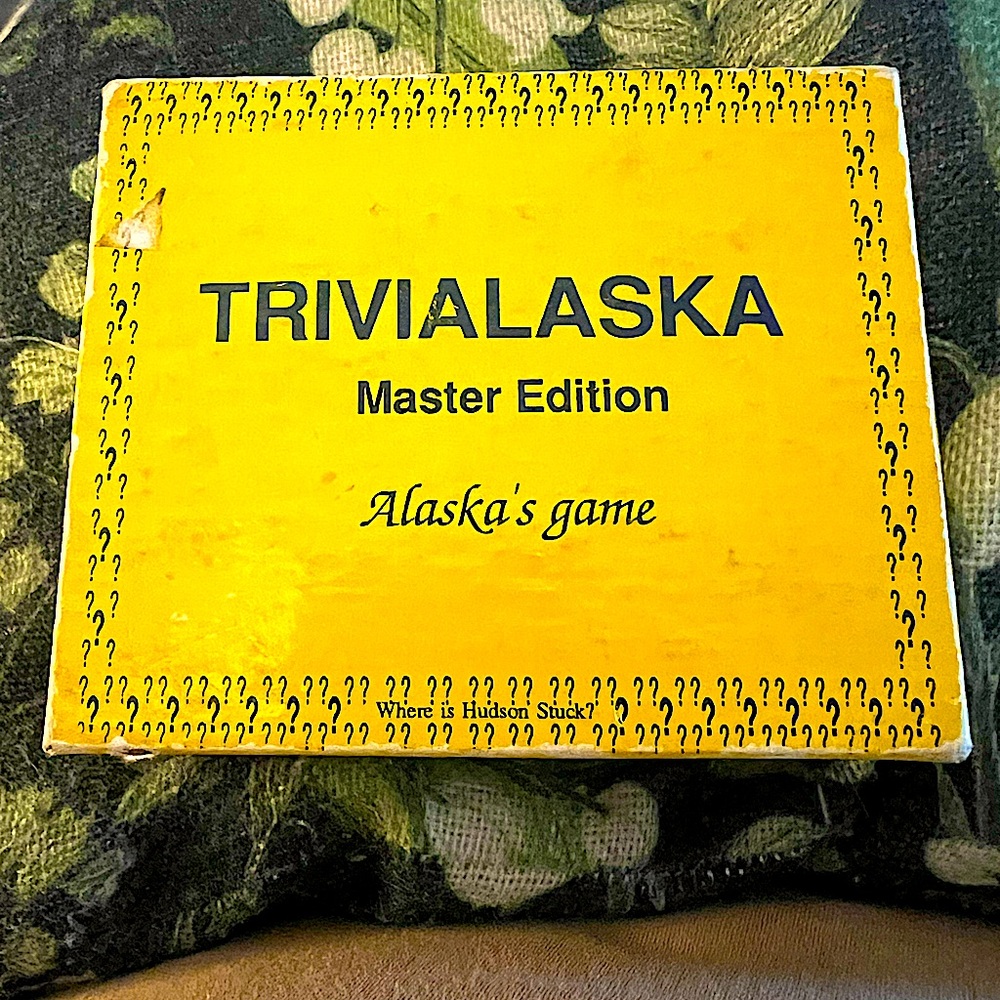 TRIVIALASKA
Master Edition
Alaska's game
Where is Hudson Stuck?